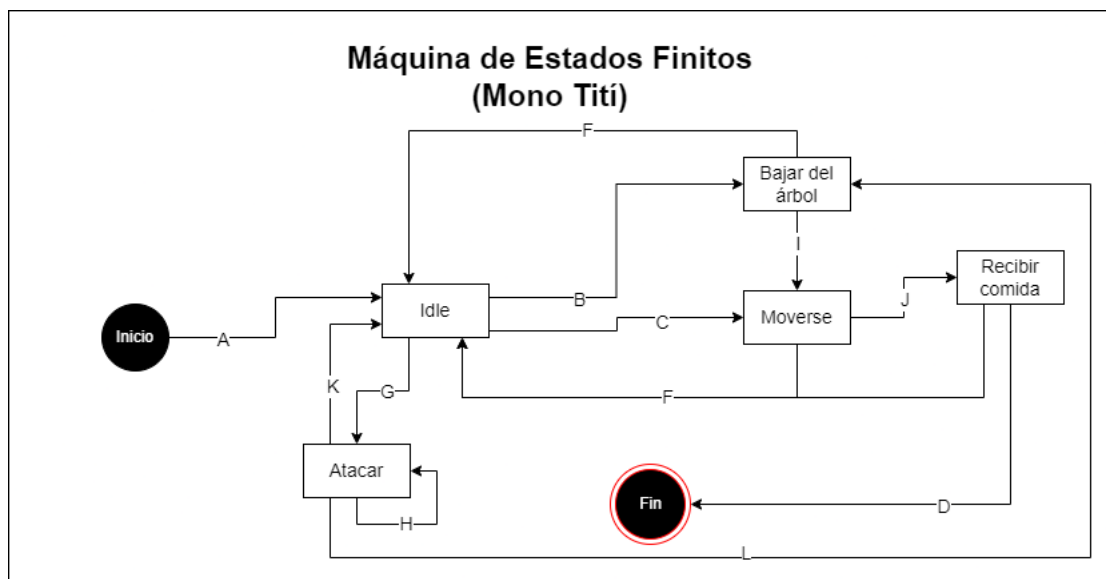 Máquina de Estados Finitos
(Mono Tití)
F
Bajar del
árbol
I
Recibir
comida
B
Idle
J
Inicio
A
C
Moverse
K
G
F
Atacar
H
Fin
D
L